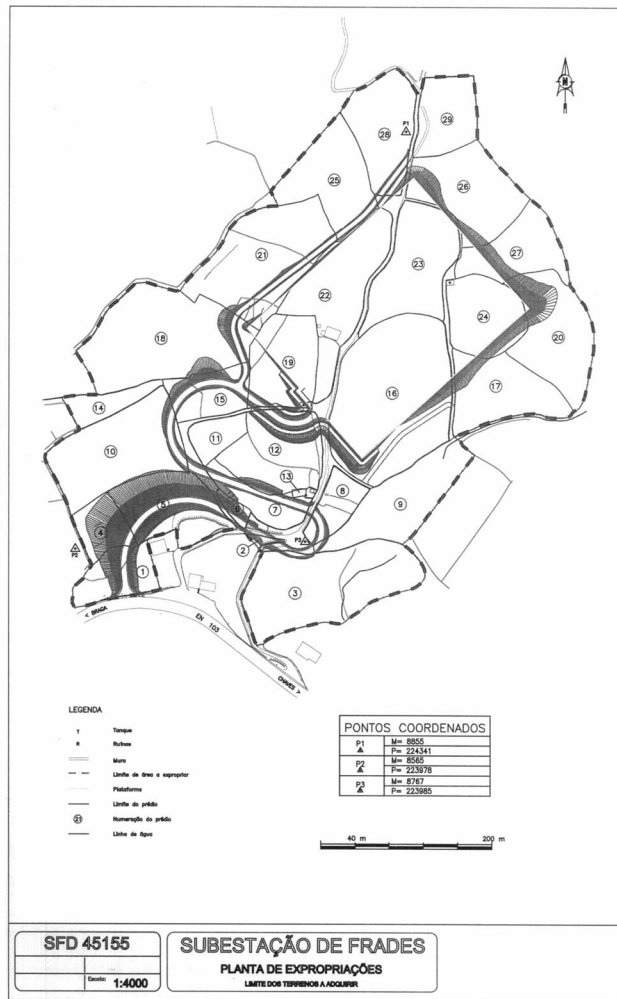 N
P1
28
29
25
26
21
27
23
22
24
18
20
19
17
16
14
15
11
10
12
13
8
9
5
6
7
4
P3
P2
2
1
3
< BRAGA
EN 103
CHAVES >
LEGENDA
T Tanque
R Ruínas
Muro
Limite de área a expropriar
Plataforma
Limite do prédio
21 Numeração do prédio
Linha de água
PONTOS COORDENADOS
P1 M= 8855
P= 224341
P2 M= 8565
P= 223978
P3 M= 8767
P= 223985
40 m 200 m
SFD 45155
Escala: 1:4000
SUBESTAÇÃO DE FRADES
PLANTA DE EXPROPRIAÇÕES
LIMITE DOS TERRENOS A ADQUIRIR